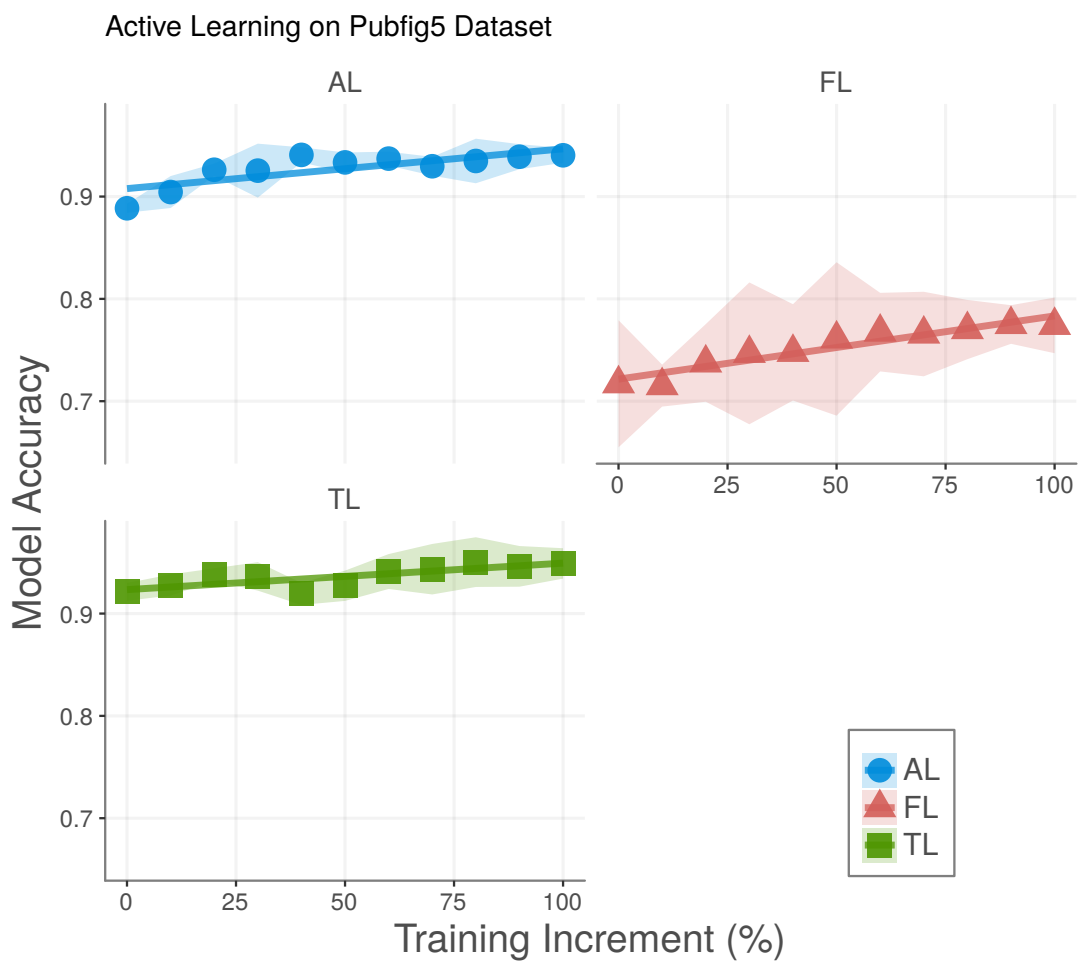 Active Learning on Pubfig5 Dataset
AL
FL
0.9
0.8
0.7
0 25 50 75 100
TL
0.9
0.8
0.7
0 25 50 75 100
Model Accuracy
Training Increment (%)
AL
FL
TL